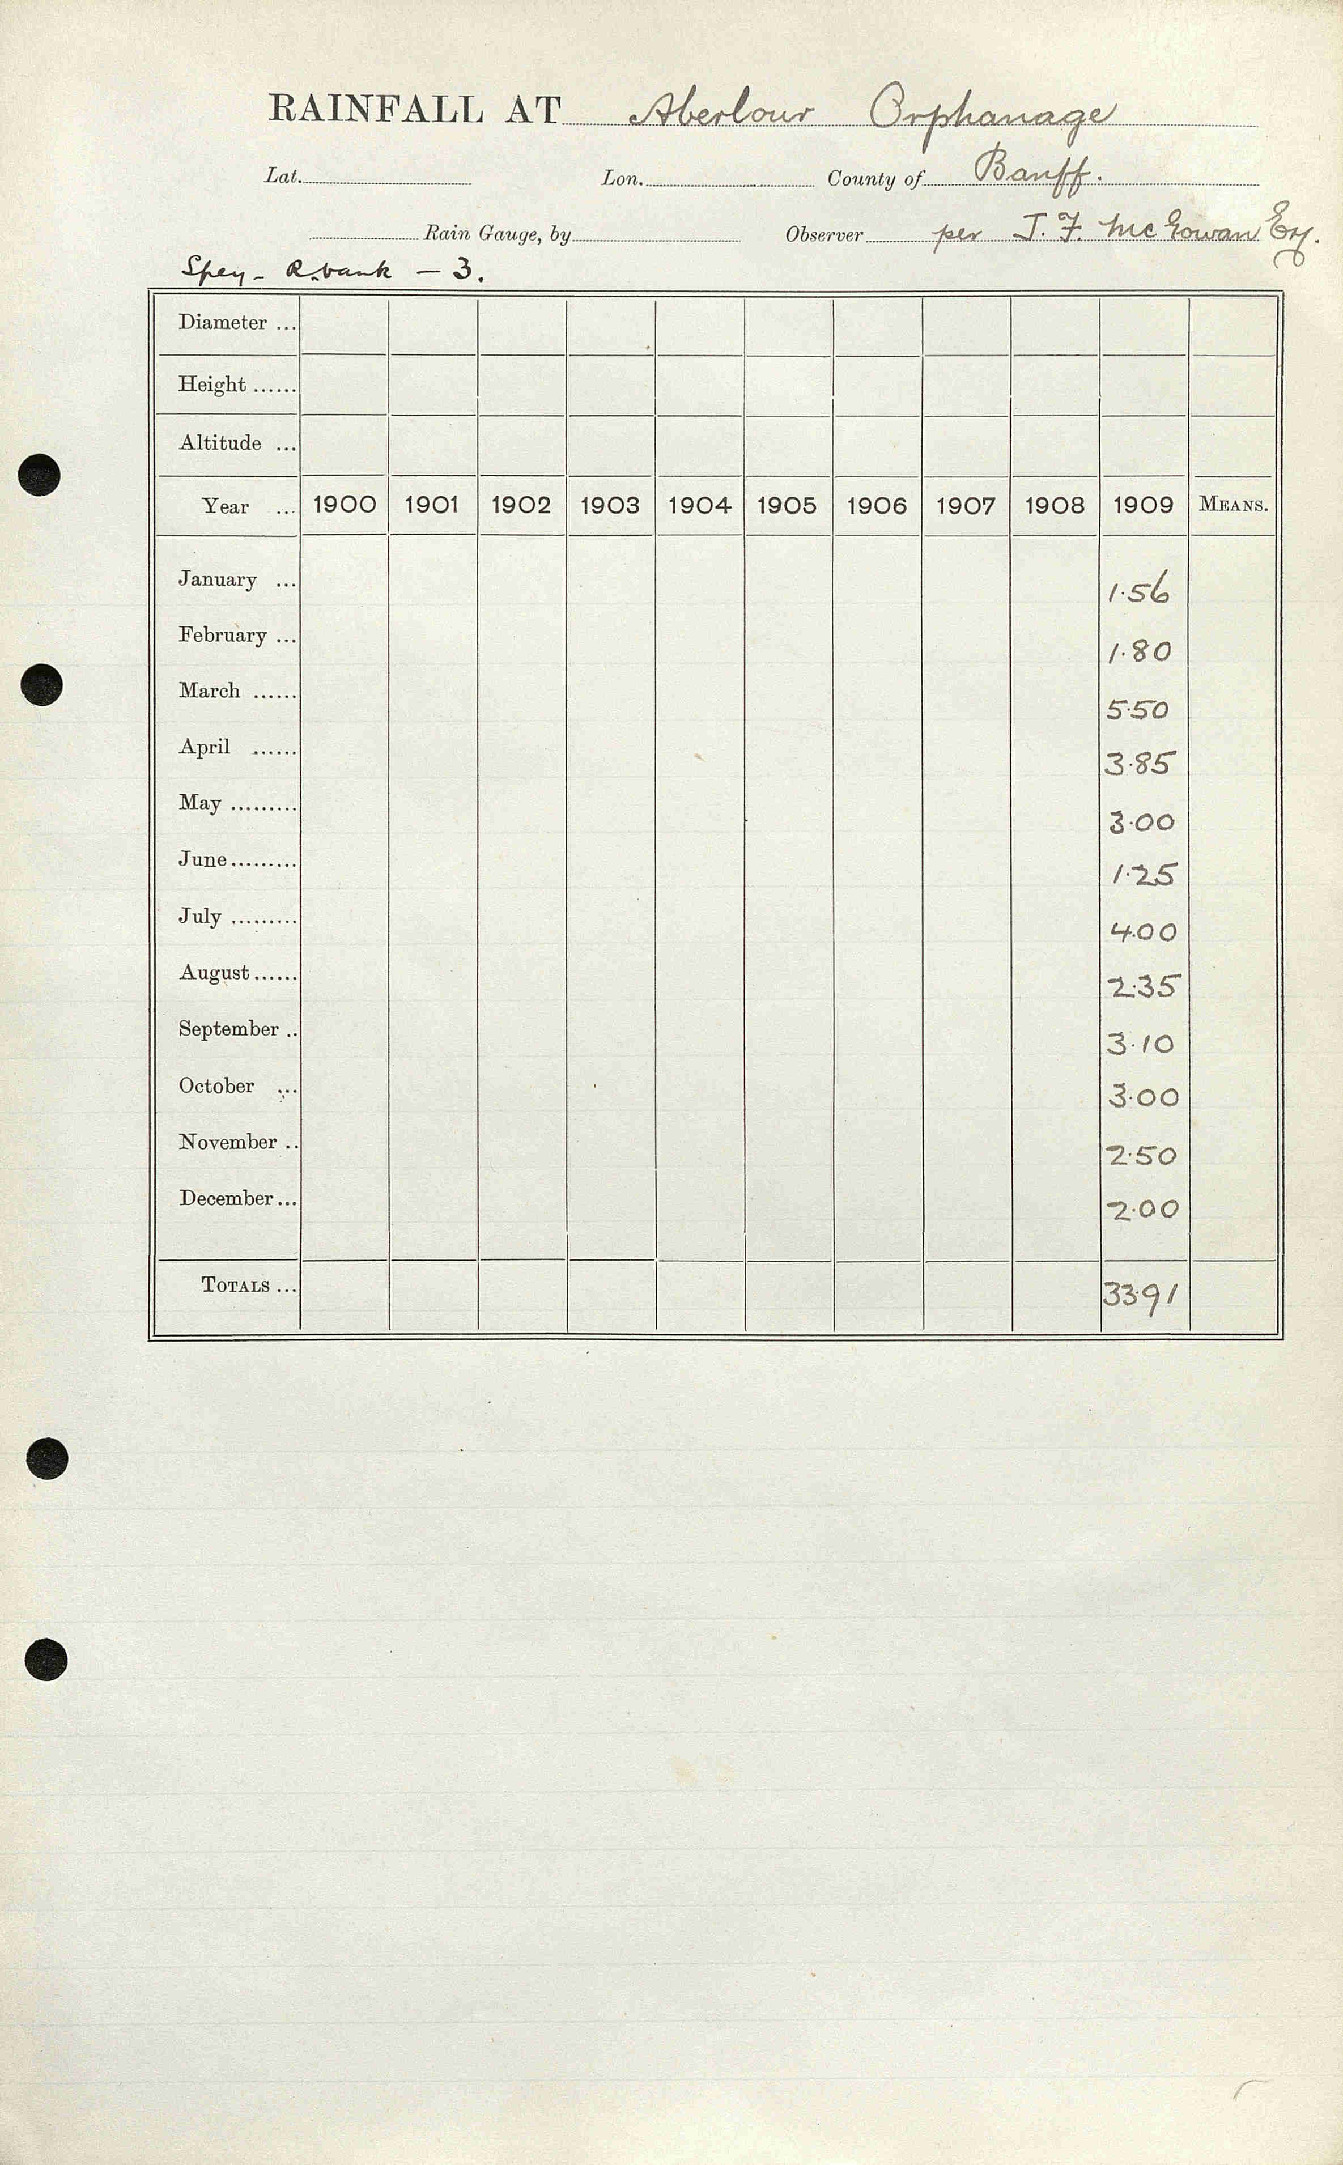 RAINFALL AT Aberlour Orphanage
Lat. Lon. County of Banff.
Rain Gauge, by Observer per J. F. McGowan Esq.
Spey - R. bank - 3.
Diameter ...
Height ......
Altitude ...
Year ... 1900 1901 1902 1903 1904 1905 1906 1907 1908 1909 MEANS.
January ... 1.56
February ... 1.80
March ...... 5.50
April ...... 3.85
May ......... 3.00
June ......... 1.25
July ......... 4.00
August ...... 2.35
September .. 3.10
October ... 3.00
November .. 2.50
December ... 2.00
TOTALS ... 33.91